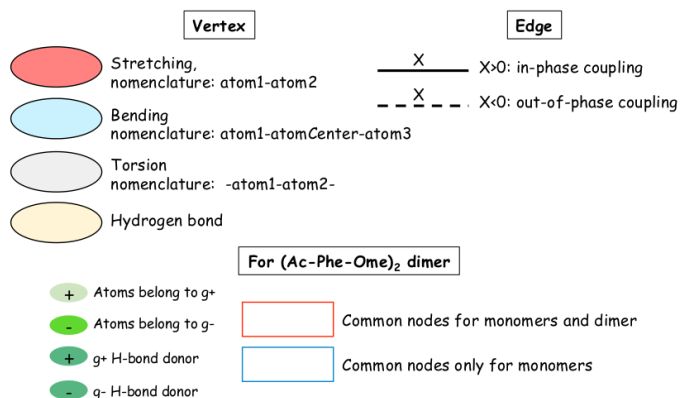 Vertex
Edge
Stretching,
nomenclature: atom1-atom2
X
X>0: in-phase coupling
X
X<0: out-of-phase coupling
Bending
nomenclature: atom1-atomCenter-atom3
Torsion
nomenclature: -atom1-atom2-
Hydrogen bond
For (Ac-Phe-Ome)₂ dimer
+ Atoms belong to g+
- Atoms belong to g-
+ g+ H-bond donor
- g- H-bond donor
Common nodes for monomers and dimer
Common nodes only for monomers